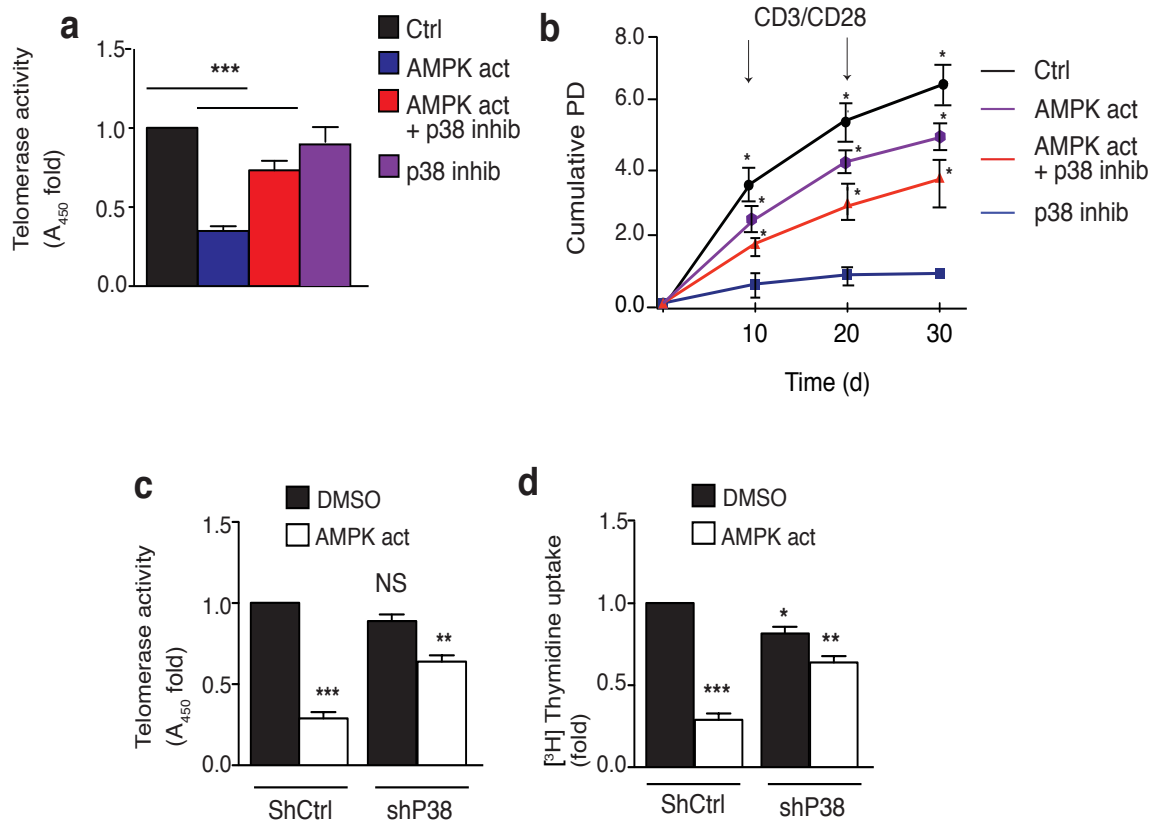 a
Telomerase activity
(A450 fold)
1.5
1.0
0.5
0.0
***
Ctrl
AMPK act
AMPK act
+ p38 inhib
p38 inhib
b
CD3/CD28
Cumulative PD
8.0
6.0
4.0
2.0
0.0
*
*
*
*
*
*
*
*
*
10
20
30
Time (d)
Ctrl
AMPK act
AMPK act
+ p38 inhib
p38 inhib
c
DMSO
AMPK act
Telomerase activity
(A450 fold)
1.5
1.0
0.5
0.0
***
NS
**
ShCtrl
shP38
d
DMSO
AMPK act
[³H] Thymidine uptake
(fold)
1.5
1.0
0.5
0.0
***
*
**
ShCtrl
shP38